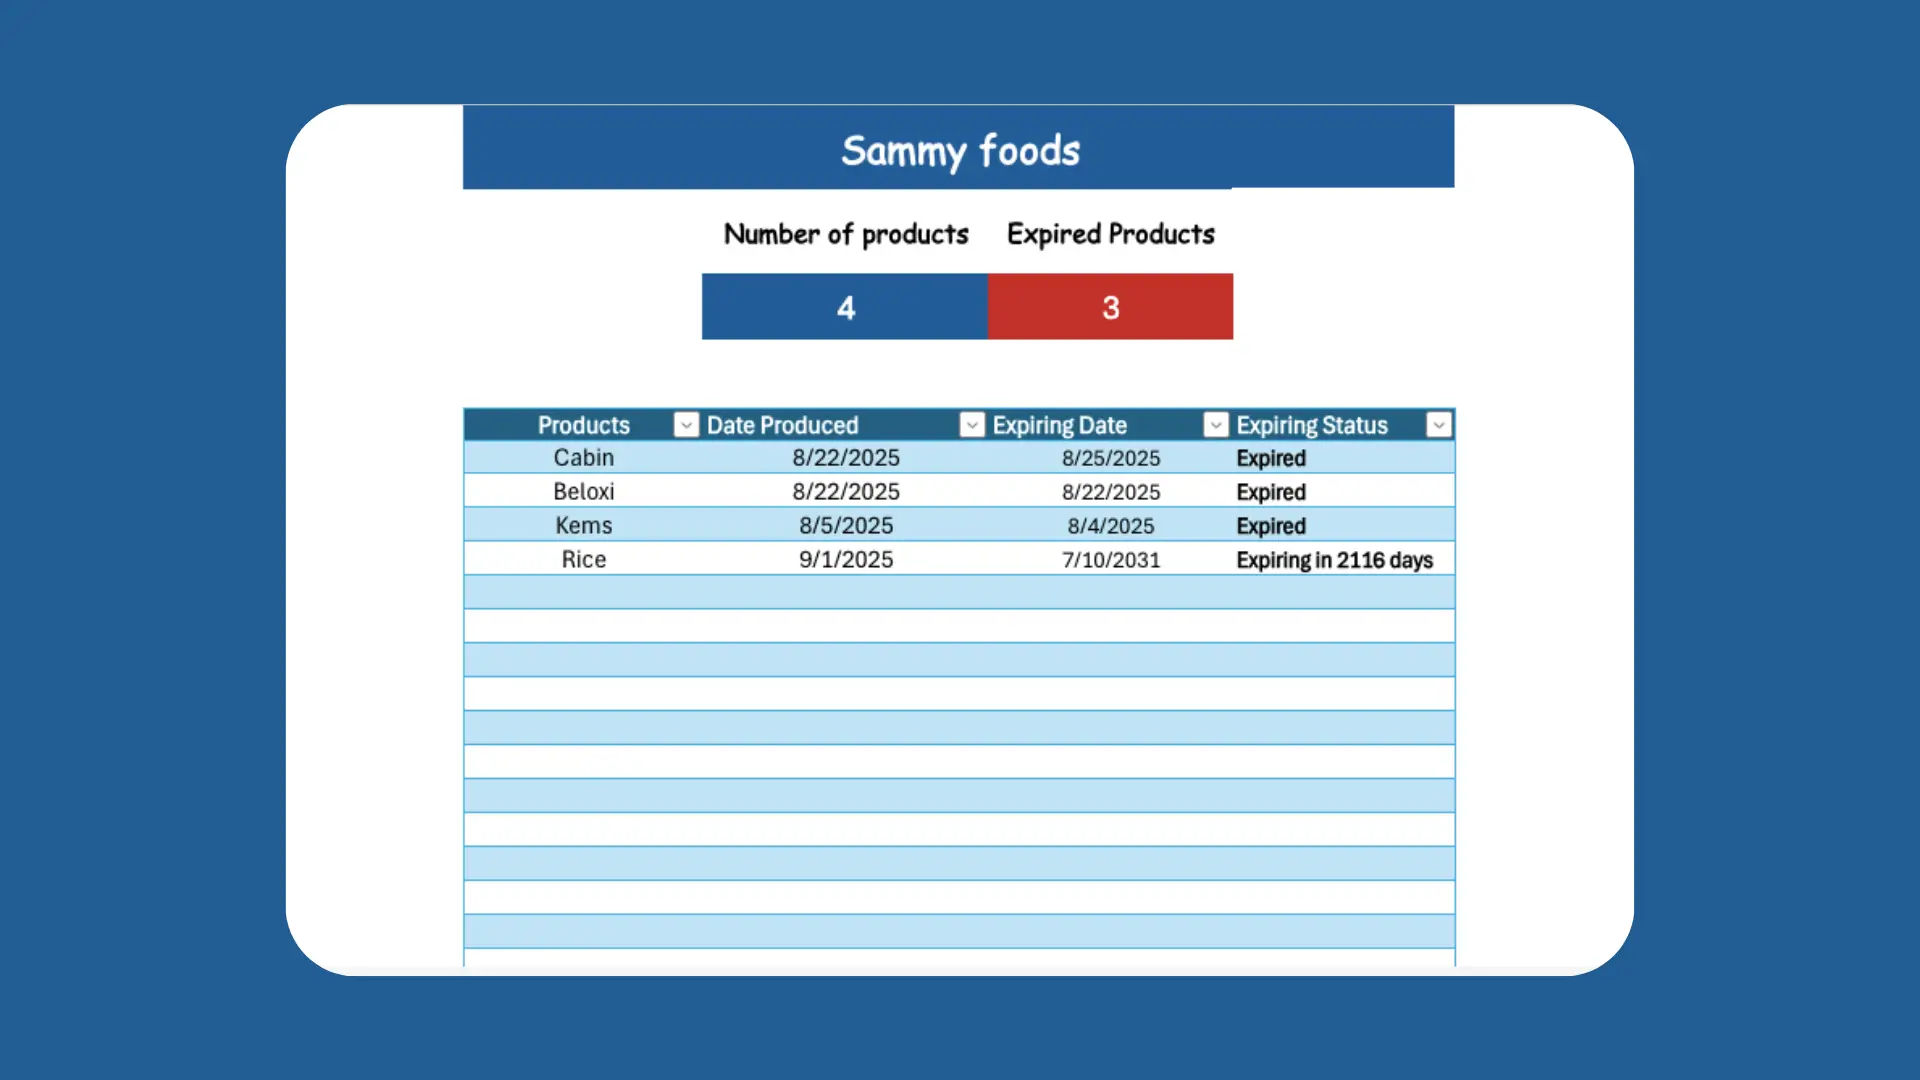 Sammy foods
Number of products Expired Products
4 3
Products Date Produced Expiring Date Expiring Status
Cabin 8/22/2025 8/25/2025 Expired
Beloxi 8/22/2025 8/22/2025 Expired
Kems 8/5/2025 8/4/2025 Expired
Rice 9/1/2025 7/10/2031 Expiring in 2116 days